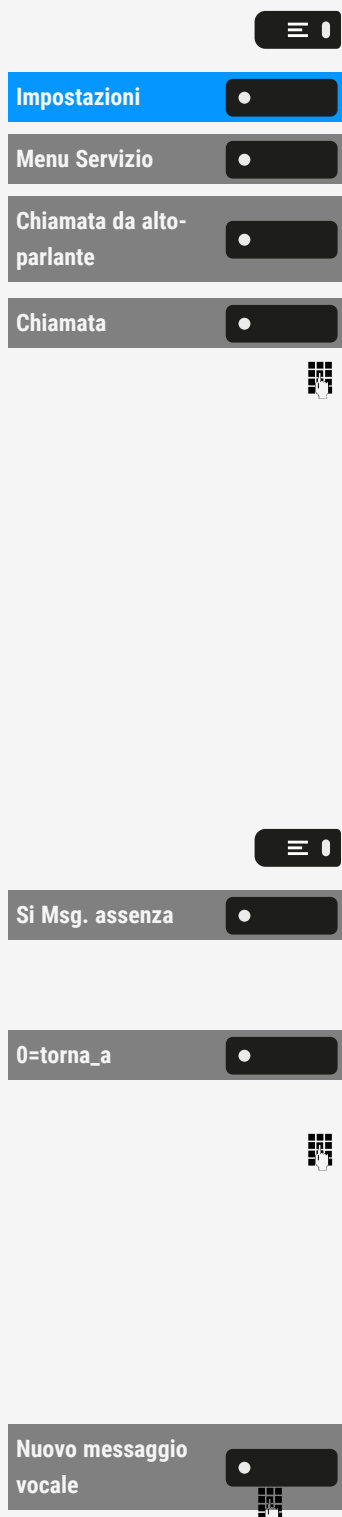 Impostazioni
Menu Servizio
Chiamata da alto-
parlante
Chiamata
Si Msg. assenza
0=torna_a
Nuovo messaggio
vocale